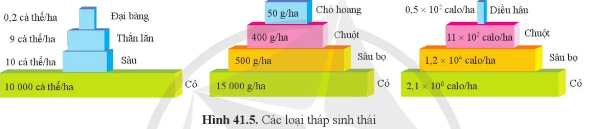 0,2 cá thể/ha Đại bàng
9 cá thể/ha Thằn lằn
10 cá thể/ha Sâu
10 000 cá thể/ha Cỏ
50 g/ha Chó hoang
400 g/ha Chuột
500 g/ha Sâu bọ
15 000 g/ha Cỏ
0,5 × 10² calo/ha Diều hâu
11 × 10² calo/ha Chuột
1,2 × 10⁴ calo/ha Sâu bọ
2,1 × 10⁶ calo/ha Cỏ
Hình 41.5. Các loại tháp sinh thái